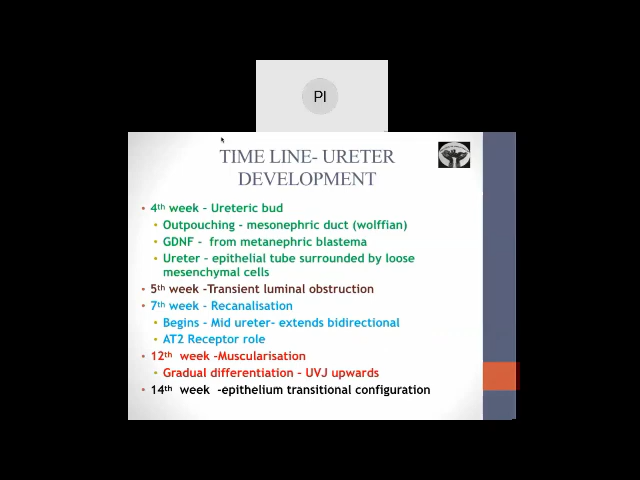 PI
TIME LINE- URETER
DEVELOPMENT
• 4th week – Ureteric bud
• Outpouching - mesonephric duct (wolffian)
• GDNF - from metanephric blastema
• Ureter – epithelial tube surrounded by loose
mesenchymal cells
• 5th week –Transient luminal obstruction
• 7th week – Recanalisation
• Begins – Mid ureter- extends bidirectional
• AT2 Receptor role
• 12th week –Muscularisation
• Gradual differentiation – UVJ upwards
• 14th week -epithelium transitional configuration